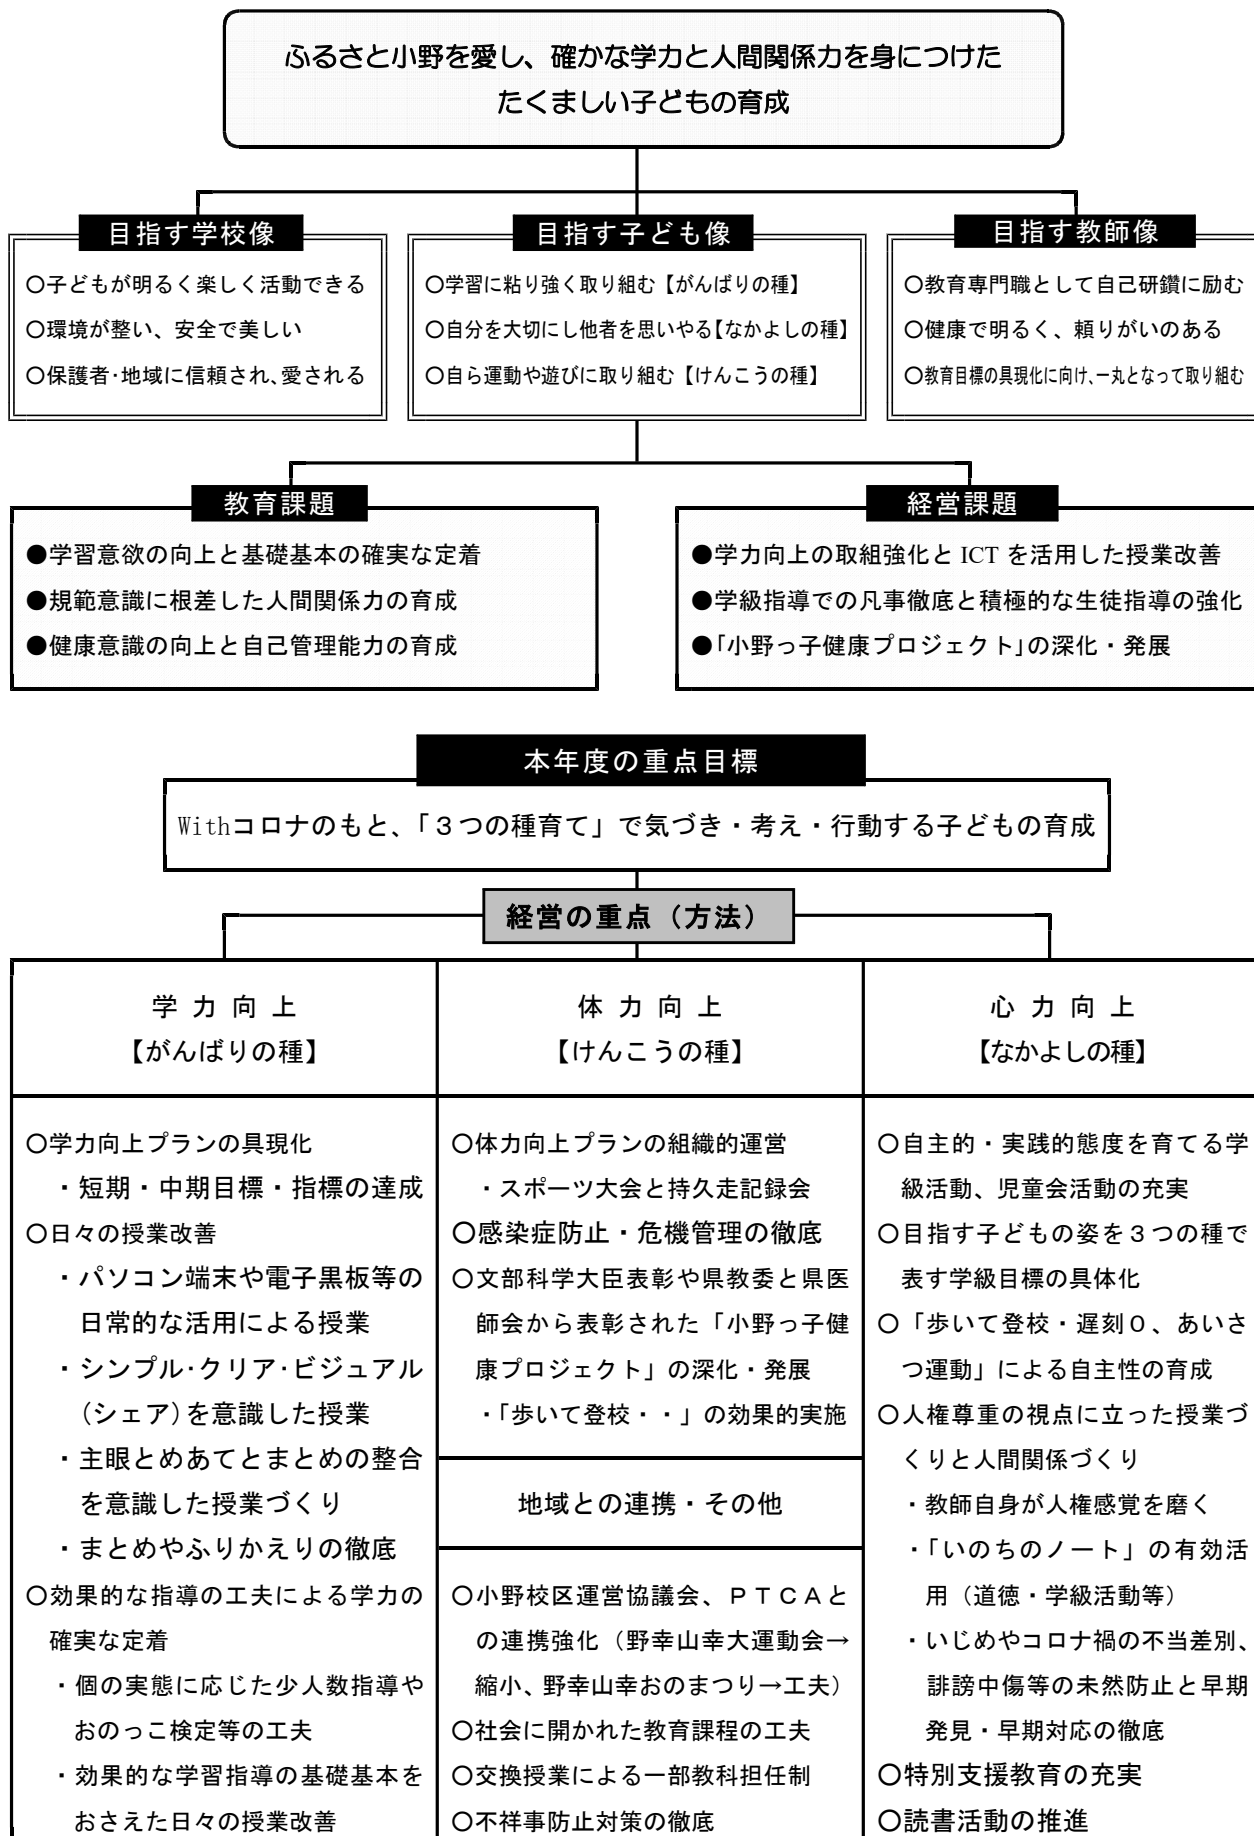 ふるさと小野を愛し、確かな学力と人間関係力を身につけた
たくましい子どもの育成
目指す学校像
〇子どもが明るく楽しく活動できる
〇環境が整い、安全で美しい
〇保護者・地域に信頼され、愛される
目指す子ども像
〇学習に粘り強く取り組む【がんばりの種】
〇自分を大切にし他者を思いやる【なかよしの種】
〇自ら運動や遊びに取り組む【けんこうの種】
目指す教師像
〇教育専門職として自己研鑽に励む
〇健康で明るく、頼りがいのある
〇教育目標の具現化に向け、一丸となって取り組む
教育課題
●学習意欲の向上と基礎基本の確実な定着
●規範意識に根差した人間関係力の育成
●健康意識の向上と自己管理能力の育成
経営課題
●学力向上の取組強化と ICT を活用した授業改善
●学級指導での凡事徹底と積極的な生徒指導の強化
●「小野っ子健康プロジェクト」の深化・発展
本年度の重点目標
Withコロナのもと、「３つの種育て」で気づき・考え・行動する子どもの育成
経営の重点（方法）
学 力 向 上
【がんばりの種】
〇学力向上プランの具現化
・短期・中期目標・指標の達成
〇日々の授業改善
・パソコン端末や電子黒板等の
日常的な活用による授業
・シンプル・クリア・ビジュアル
（シェア）を意識した授業
・主眼とめあてとまとめの整合
を意識した授業づくり
・まとめやふりかえりの徹底
〇効果的な指導の工夫による学力の
確実な定着
・個の実態に応じた少人数指導や
おのっこ検定等の工夫
・効果的な学習指導の基礎基本を
おさえた日々の授業改善
体 力 向 上
【けんこうの種】
〇体力向上プランの組織的運営
・スポーツ大会と持久走記録会
〇感染症防止・危機管理の徹底
〇文部科学大臣表彰や県教委と県医
師会から表彰された「小野っ子健
康プロジェクト」の深化・発展
・「歩いて登校・・」の効果的実施
地域との連携・その他
〇小野校区運営協議会、ＰＴＣＡと
の連携強化（野幸山幸大運動会→
縮小、野幸山幸おのまつり→工夫）
〇社会に開かれた教育課程の工夫
〇交換授業による一部教科担任制
〇不祥事防止対策の徹底
心 力 向 上
【なかよしの種】
〇自主的・実践的態度を育てる学
級活動、児童会活動の充実
〇目指す子どもの姿を３つの種で
表す学級目標の具体化
〇「歩いて登校・遅刻０、あいさ
つ運動」による自主性の育成
〇人権尊重の視点に立った授業づ
くりと人間関係づくり
・教師自身が人権感覚を磨く
・「いのちのノート」の有効活
用（道徳・学級活動等）
・いじめやコロナ禍の不当差別、
誹謗中傷等の未然防止と早期
発見・早期対応の徹底
〇特別支援教育の充実
〇読書活動の推進